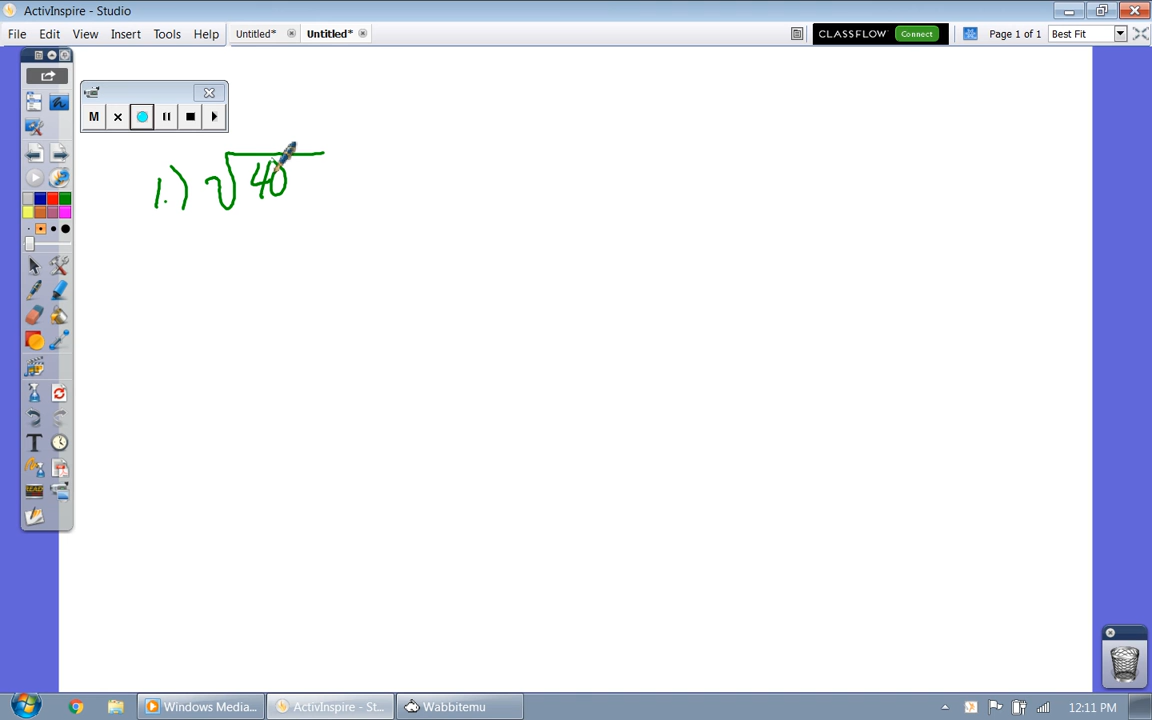 ActivInspire - Studio
File Edit View Insert Tools Help Untitled* Untitled* CLASSFLOW Connect Page 1 of 1 Best Fit
M
1.) √40
T
Windows Media... ActivInspire - St... Wabbitemu 12:11 PM